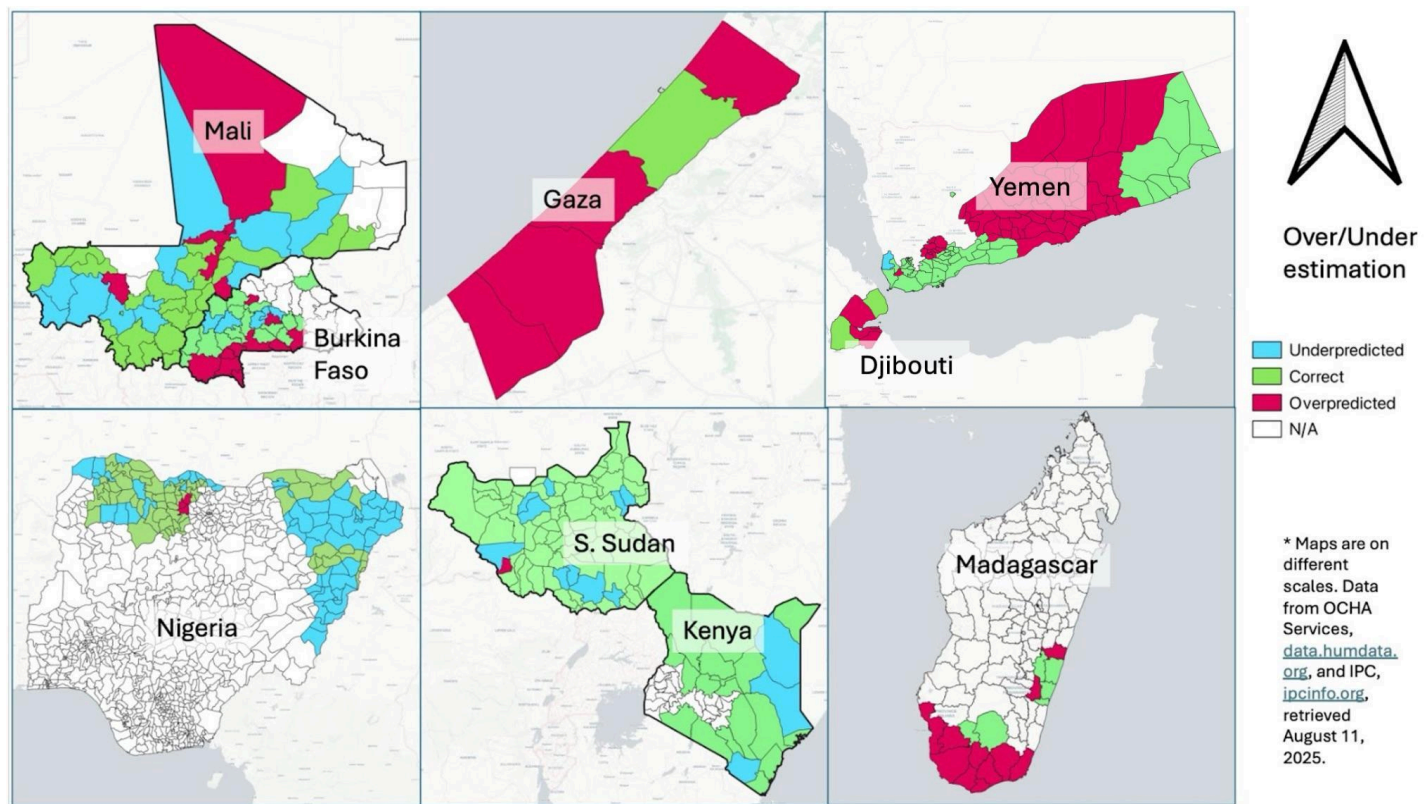 Mali
Burkina
Faso
Gaza
Yemen
Djibouti
Nigeria
S. Sudan
Kenya
Madagascar
Over/Under
estimation
Underpredicted
Correct
Overpredicted
N/A
* Maps are on
different
scales. Data
from OCHA
Services,
data.humdata.
org, and IPC,
ipcinfo.org,
retrieved
August 11,
2025.